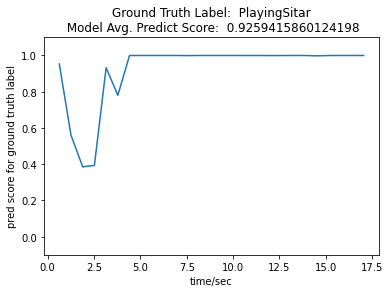 Ground Truth Label:  PlayingSitar
Model Avg. Predict Score:  0.9259415860124198
pred score for ground truth label
1.0
0.8
0.6
0.4
0.2
0.0
0.0 2.5 5.0 7.5 10.0 12.5 15.0 17.5
time/sec